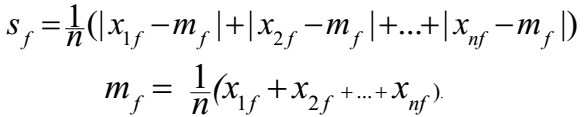 s_f = 1/n (| x_1f − m_f | + | x_2f − m_f | + ... + | x_nf − m_f |)
m_f = 1/n (x_1f + x_2f + ... + x_nf).